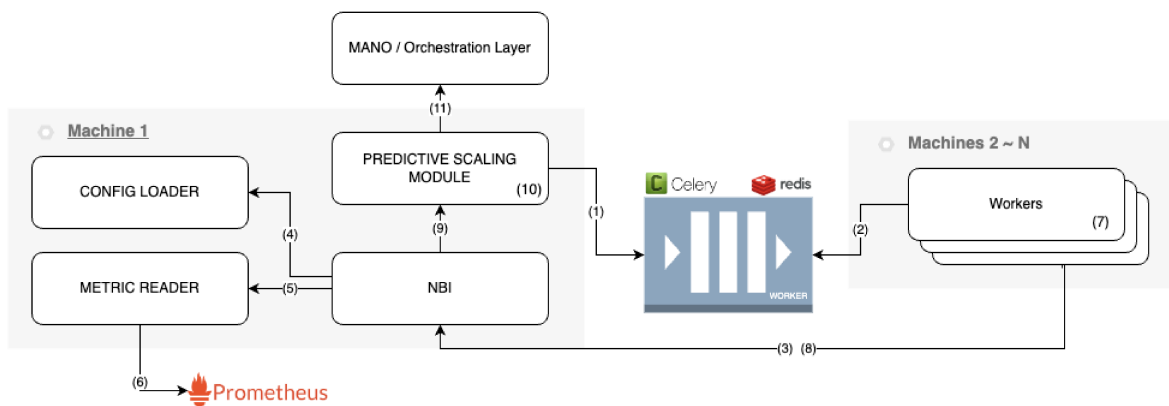 MANO / Orchestration Layer
(11)
Machine 1
PREDICTIVE SCALING
MODULE
(10)
CONFIG LOADER
(4)
(9)
(1)
Celery
redis
WORKER
Machines 2 ~ N
Workers
(7)
(2)
METRIC READER
(5)
NBI
(3) (8)
(6)
Prometheus